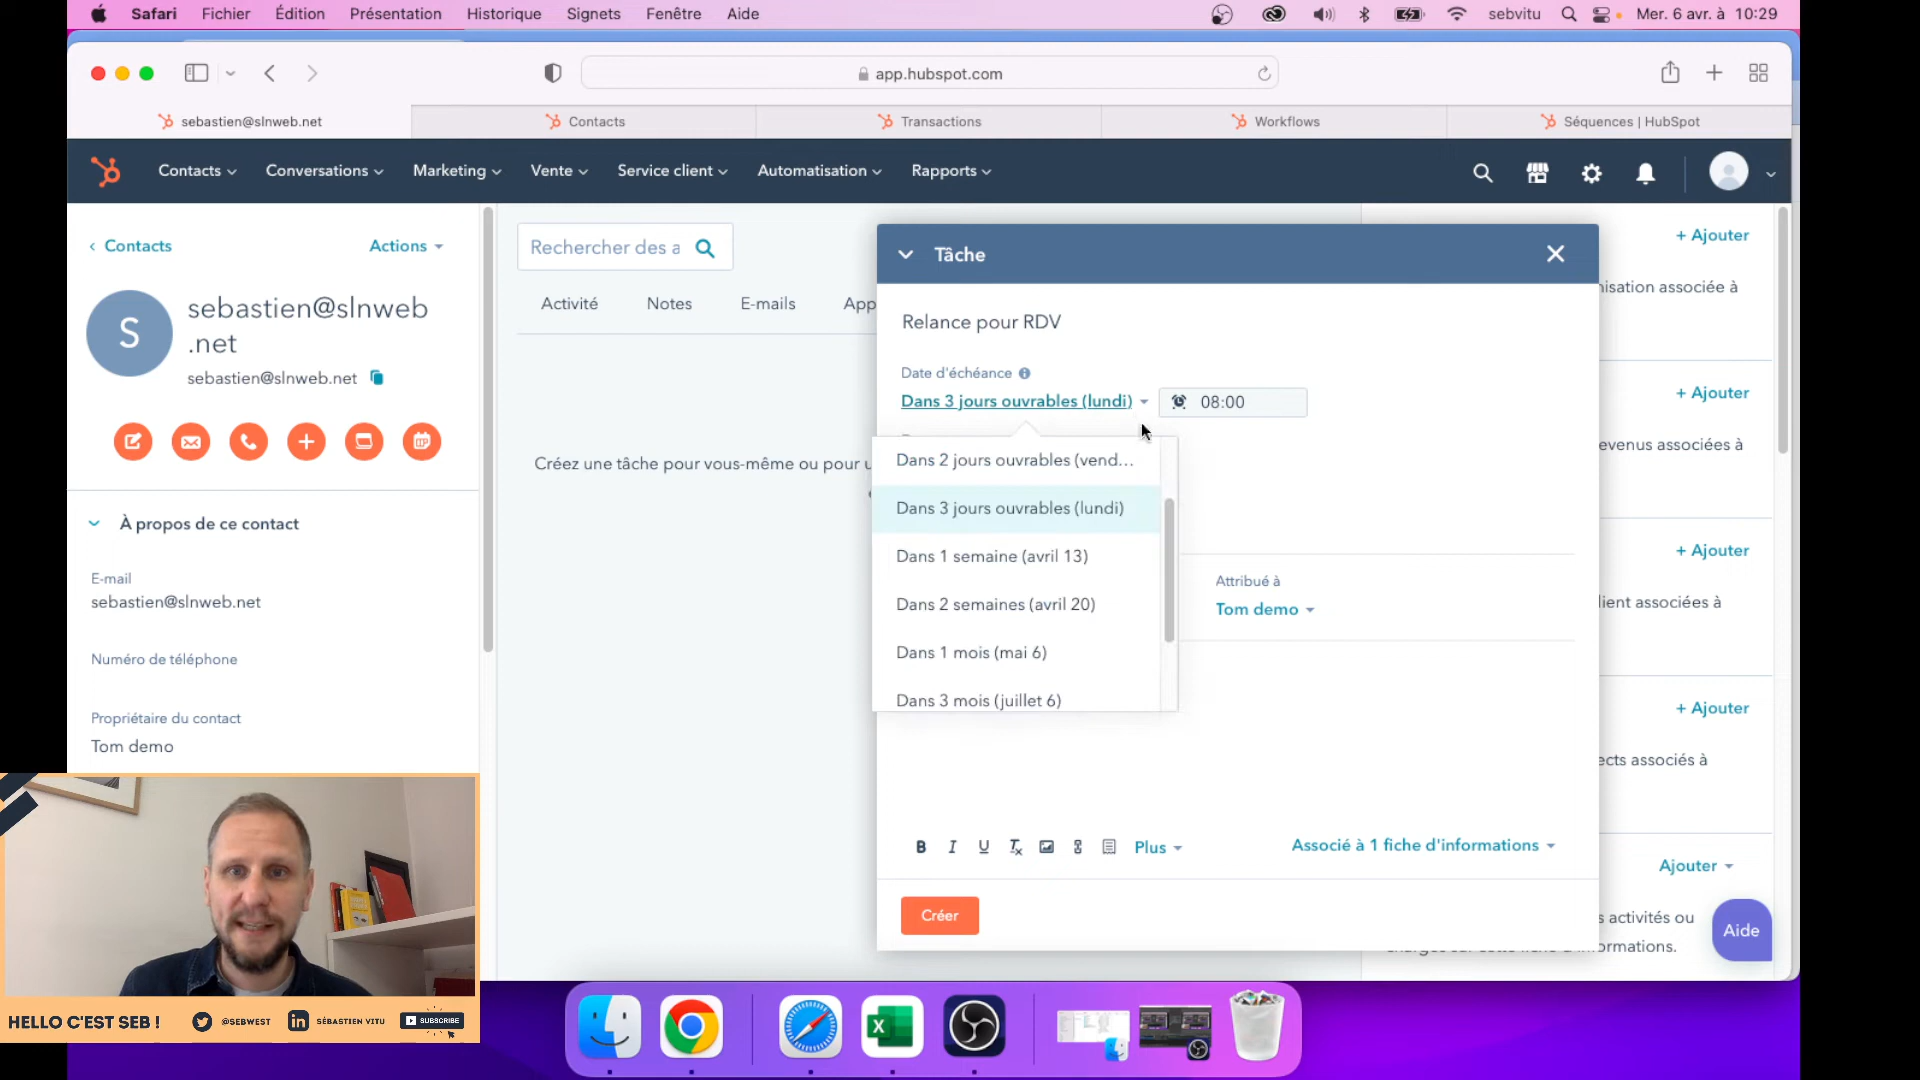 Safari Fichier Édition Présentation Historique Signets Fenêtre Aide
sebvitu Mer. 6 avr. à 10:29
app.hubspot.com
sebastien@slnweb.net Contacts Transactions Workflows Séquences | HubSpot
Contacts Conversations Marketing Vente Service client Automatisation Rapports
Contacts
Actions
S
sebastien@slnweb
.net
sebastien@slnweb.net
À propos de ce contact
E-mail
sebastien@slnweb.net
Numéro de téléphone
Propriétaire du contact
Tom demo
Rechercher des a
Activité Notes E-mails App
Créez une tâche pour vous-même ou pour u
Tâche
Relance pour RDV
Date d'échéance
Dans 3 jours ouvrables (lundi) 08:00
Dans 2 jours ouvrables (vend...
Dans 3 jours ouvrables (lundi)
Dans 1 semaine (avril 13)
Dans 2 semaines (avril 20)
Dans 1 mois (mai 6)
Dans 3 mois (juillet 6)
Attribué à
Tom demo
B I U Tx Plus
Associé à 1 fiche d'informations
Créer
+ Ajouter
nisation associée à
+ Ajouter
evenus associées à
+ Ajouter
lient associées à
+ Ajouter
ects associés à
Ajouter
s activités ou
ormations.
Aide
HELLO C'EST SEB ! @SEBWEST in SÉBASTIEN VITU SUBSCRIBE
X